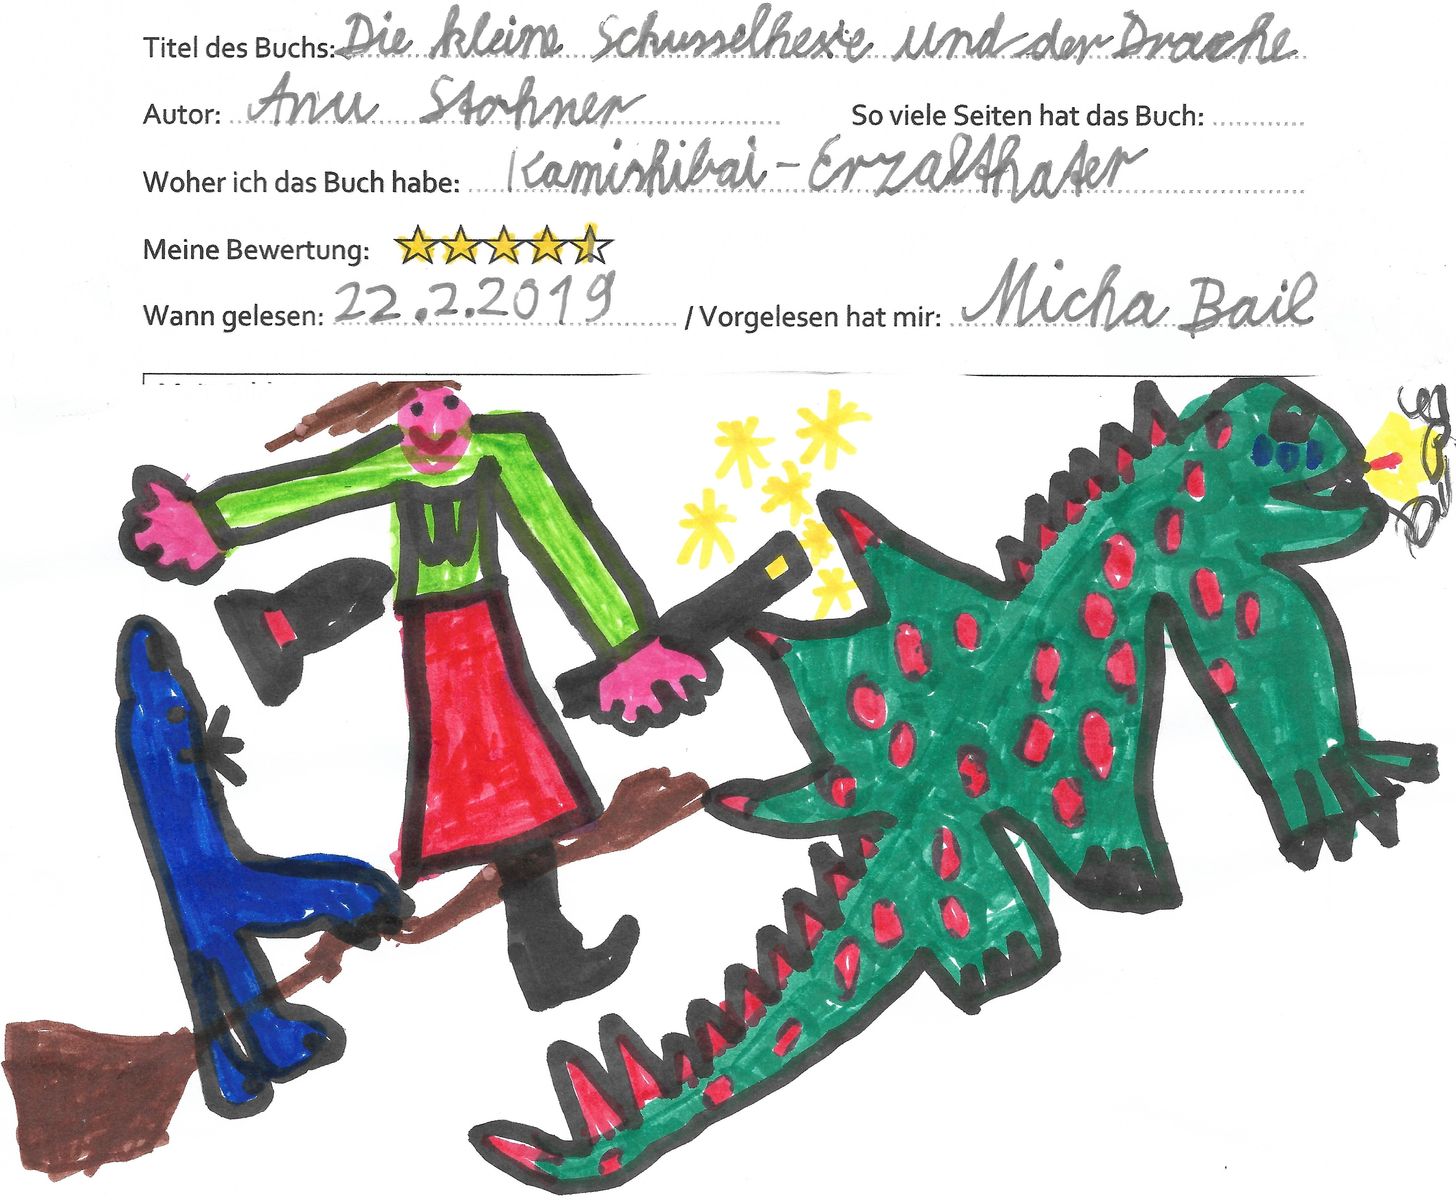 Titel des Buchs: Die kleine Schusselhexe und der Drache
Autor: Anu Stohner So viele Seiten hat das Buch:
Woher ich das Buch habe: Kamishibai-Erzälthater
Meine Bewertung:
Wann gelesen: 22.2.2019 / Vorgelesen hat mir: Micha Bail
W